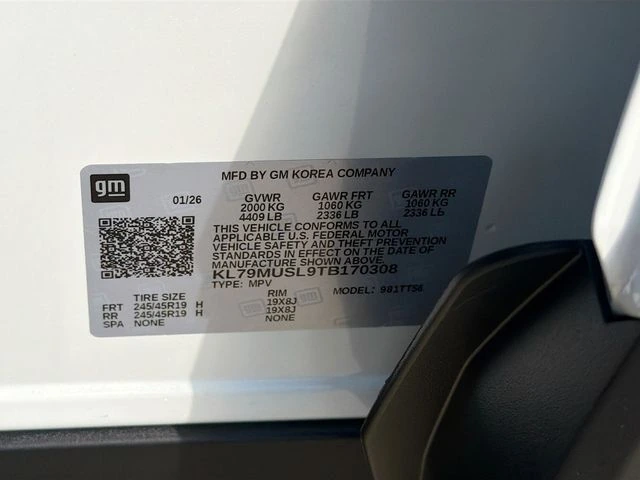 MFD BY GM KOREA COMPANY
gm
01/26 GVWR GAWR FRT GAWR RR
2000 KG 1060 KG 1060 KG
4409 LB 2336 LB 2336 LB
THIS VEHICLE CONFORMS TO ALL
APPLICABLE U.S. FEDERAL MOTOR
VEHICLE SAFETY AND THEFT PREVENTION
STANDARDS IN EFFECT ON THE DATE OF
MANUFACTURE SHOWN ABOVE.
KL79MUSL9TB170308
TYPE: MPV MODEL: 981TT56
TIRE SIZE RIM
FRT 245/45R19 H 19X8J
RR 245/45R19 H 19X8J
SPA NONE NONE